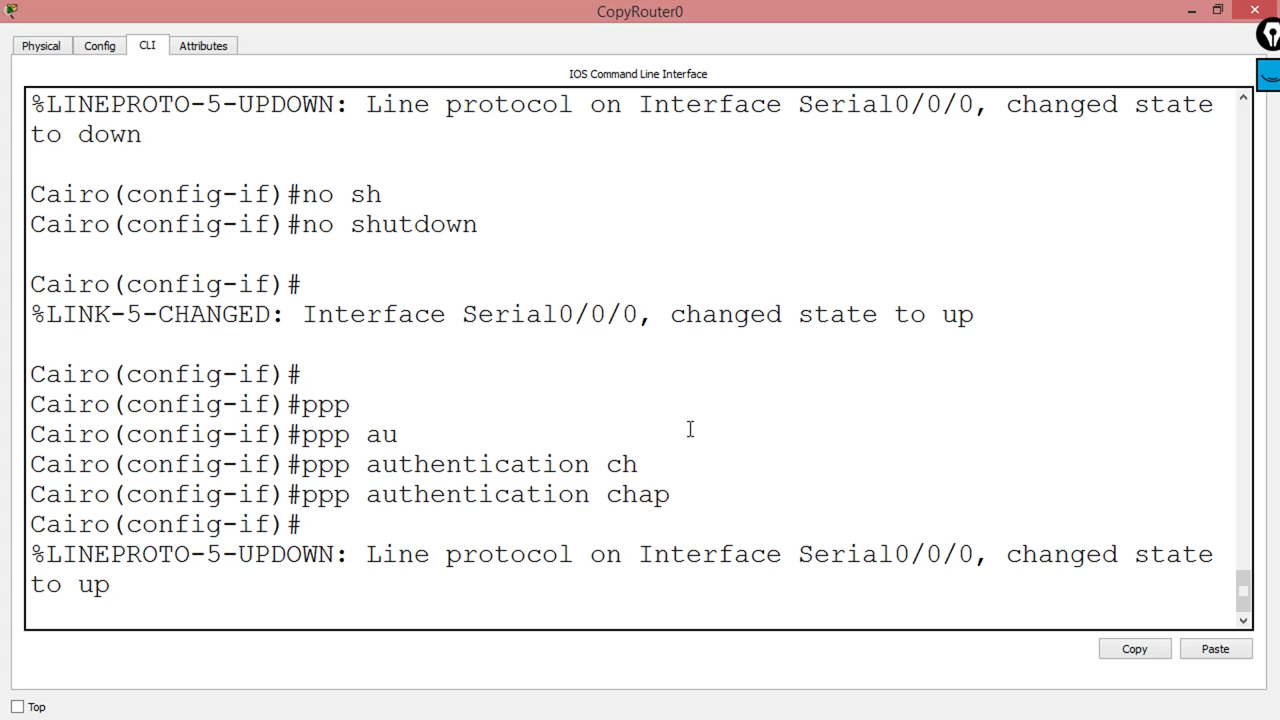 CopyRouter0
Physical Config CLI Attributes
IOS Command Line Interface
%LINEPROTO-5-UPDOWN: Line protocol on Interface Serial0/0/0, changed state
to down
Cairo(config-if)#no sh
Cairo(config-if)#no shutdown
Cairo(config-if)#
%LINK-5-CHANGED: Interface Serial0/0/0, changed state to up
Cairo(config-if)#
Cairo(config-if)#ppp
Cairo(config-if)#ppp au
Cairo(config-if)#ppp authentication ch
Cairo(config-if)#ppp authentication chap
Cairo(config-if)#
%LINEPROTO-5-UPDOWN: Line protocol on Interface Serial0/0/0, changed state
to up
Copy Paste
Top